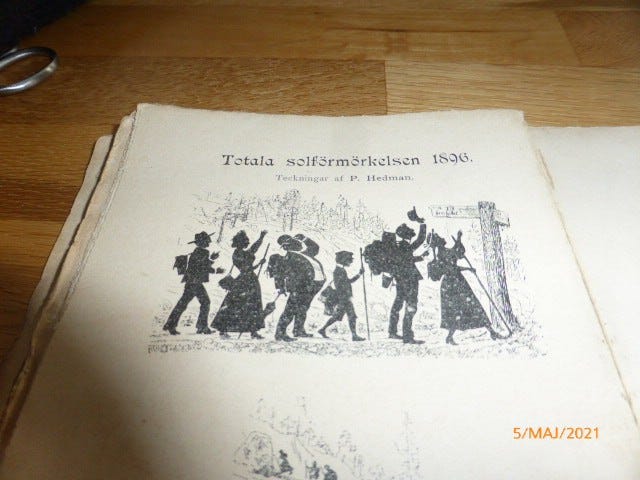 Totala solförmörkelsen 1896.
Teckningar af P. Hedman.
5/MAJ/2021